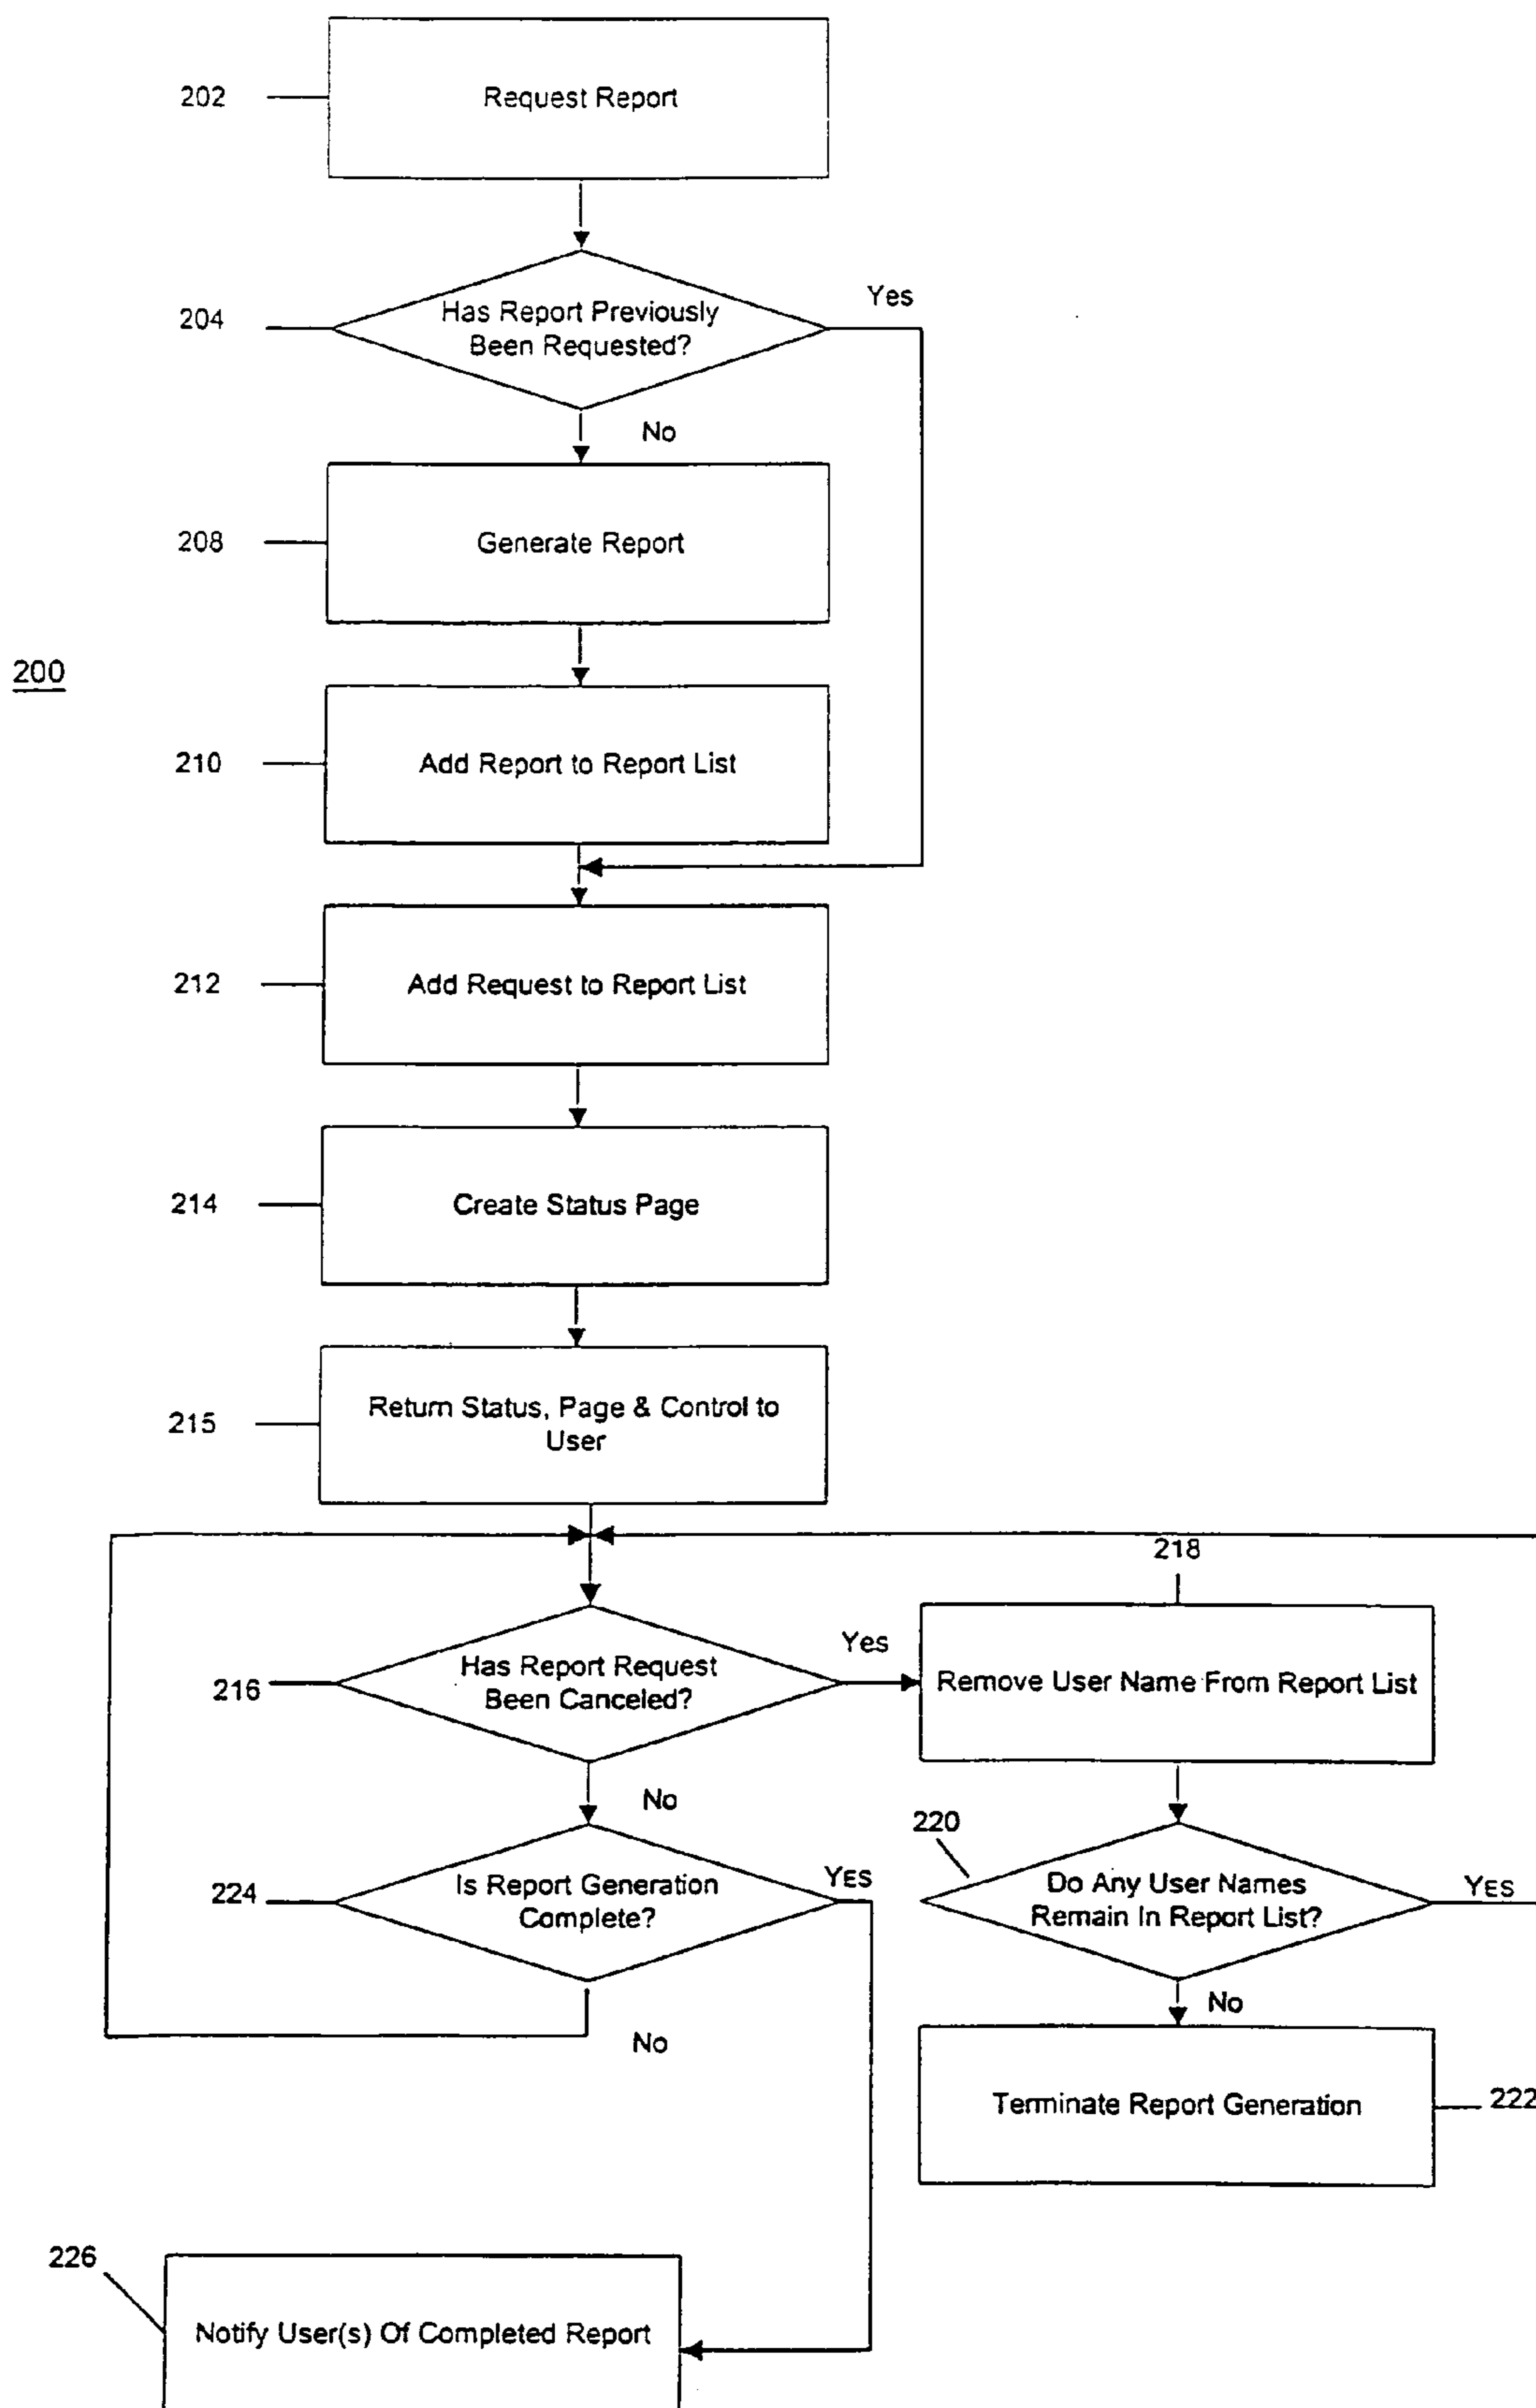 202
Request Report
204
Has Report Previously
Been Requested?
Yes
No
208
Generate Report
200
210
Add Report to Report List
212
Add Request to Report List
214
Create Status Page
215
Return Status, Page & Control to
User
218
216
Has Report Request
Been Canceled?
Yes
Remove User Name From Report List
No
220
224
Is Report Generation
Complete?
YES
Do Any User Names
Remain In Report List?
YES
No
No
Terminate Report Generation
222
226
Notify User(s) Of Completed Report